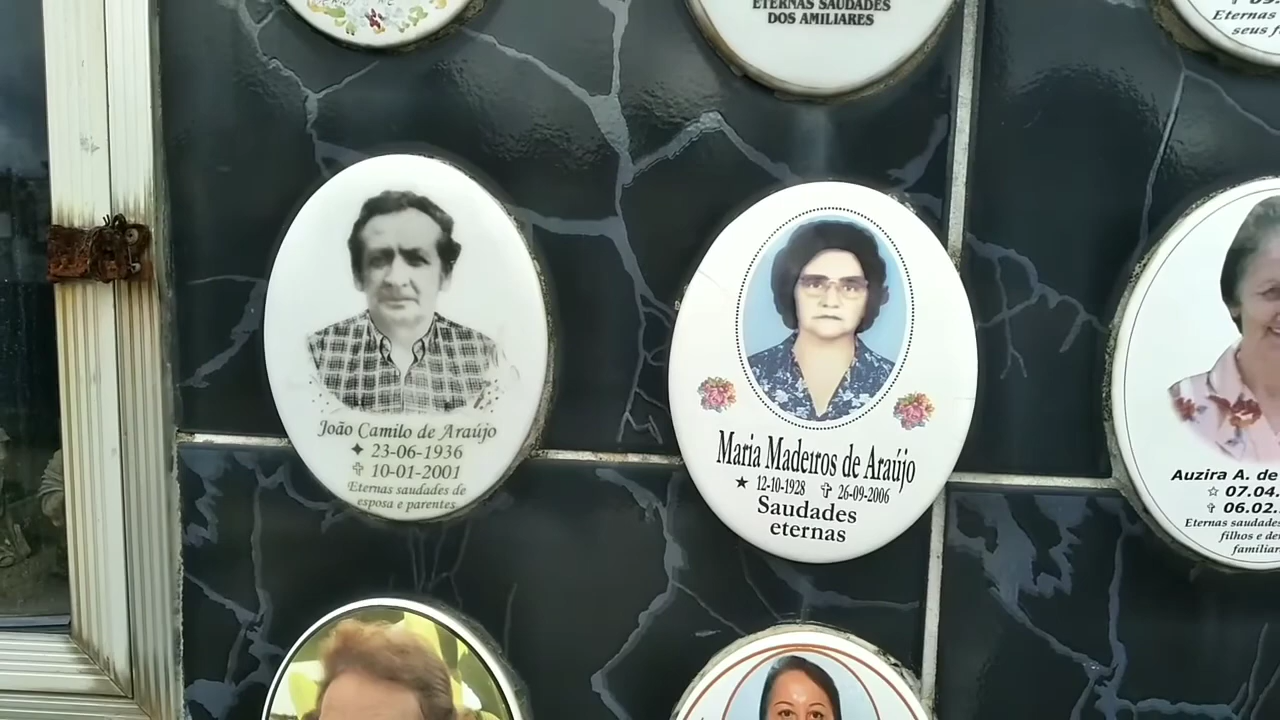 ETERNAS SAUDADES
DOS AMILIARES
Eternas
seus
João Camilo de Araújo
✦ 23-06-1936
✞ 10-01-2001
Eternas saudades de
esposa e parentes
Maria Madeiros de Araújo
★ 12-10-1928 ✞ 26-09-2006
Saudades
eternas
Auzira A. de
☆ 07.04.
✞ 06.02.
Eternas saudades
filhos e